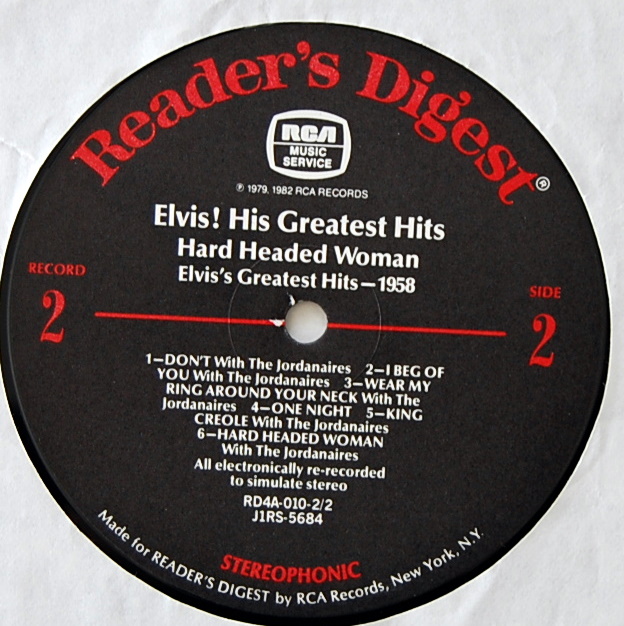 Reader's Digest®
RCA
MUSIC
SERVICE
℗ 1979, 1982 RCA RECORDS
Elvis! His Greatest Hits
Hard Headed Woman
Elvis's Greatest Hits—1958
RECORD
2
SIDE
2
1—DON'T With The Jordanaires 2—I BEG OF
YOU With The Jordanaires 3—WEAR MY
RING AROUND YOUR NECK With The
Jordanaires 4—ONE NIGHT 5—KING
CREOLE With The Jordanaires
6—HARD HEADED WOMAN
With The Jordanaires
All electronically re-recorded
to simulate stereo
RD4A-010-2/2
J1RS-5684
STEREOPHONIC
Made for READER'S DIGEST by RCA Records, New York, N.Y.